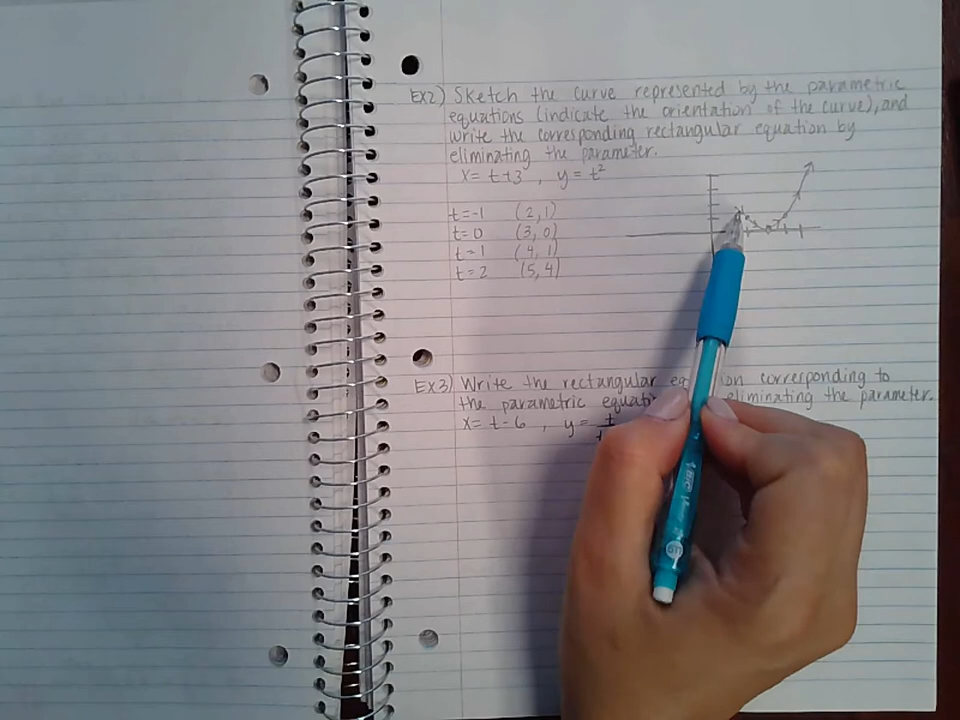 Ex2) Sketch the curve represented by the parametric
equations (indicate the orientation of the curve), and
write the corresponding rectangular equation by
eliminating the parameter.
x= t+3 , y= t²
t=-1 (2,1)
t=0 (3,0)
t=1 (4,1)
t=2 (5,4)
Ex3) Write the rectangular corresponding to
the parametric eliminating the parameter.
x= t-6 , y= t
BIC